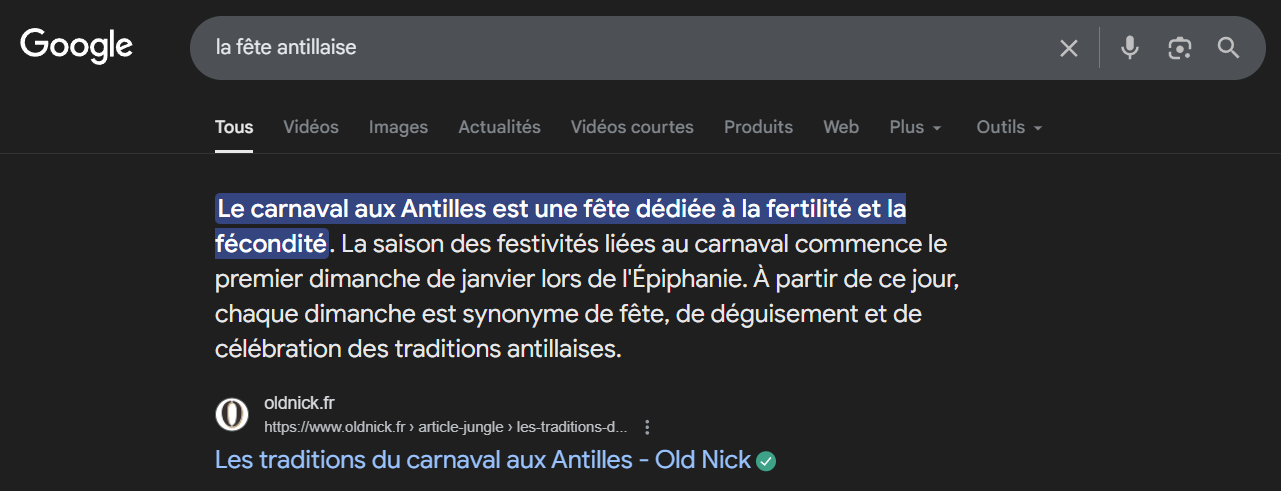 Google
la fête antillaise
Tous Vidéos Images Actualités Vidéos courtes Produits Web Plus Outils
Le carnaval aux Antilles est une fête dédiée à la fertilité et la
fécondité. La saison des festivités liées au carnaval commence le
premier dimanche de janvier lors de l'Épiphanie. À partir de ce jour,
chaque dimanche est synonyme de fête, de déguisement et de
célébration des traditions antillaises.
oldnick.fr
https://www.oldnick.fr › article-jungle › les-traditions-d...
Les traditions du carnaval aux Antilles - Old Nick